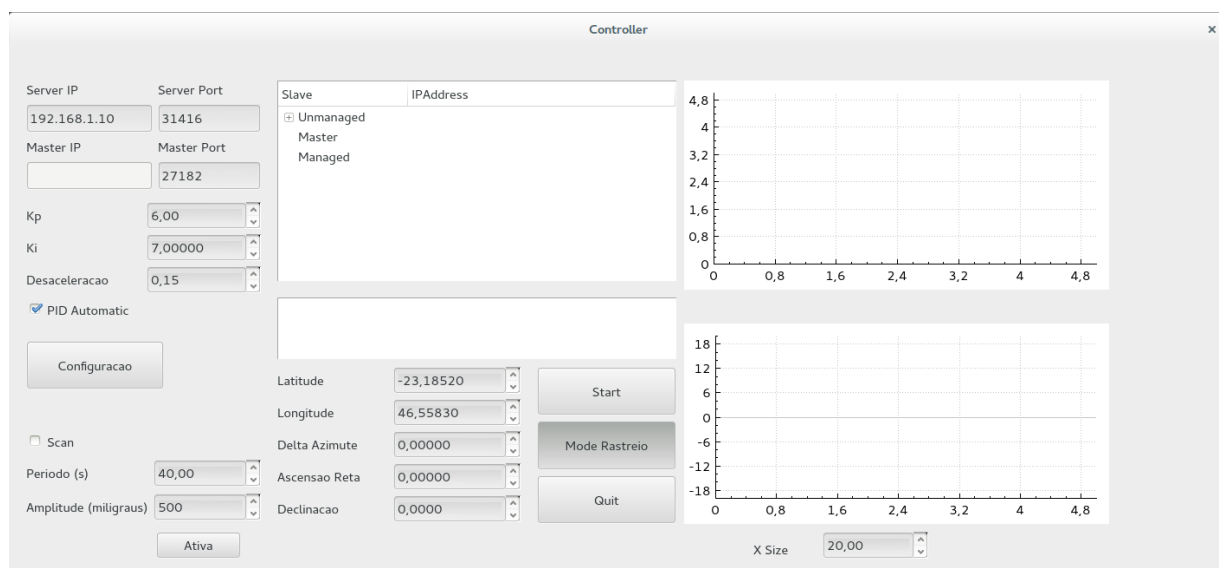 Controller
×
Server IP
Server Port
192.168.1.10
31416
Master IP
Master Port
27182
Kp
6,00
Ki
7,00000
Desaceleracao
0,15
PID Automatic
Configuracao
Scan
Periodo (s)
40,00
Amplitude (miligraus)
500
Ativa
Slave
IPAddress
Unmanaged
Master
Managed
Latitude
-23,18520
Longitude
46,55830
Delta Azimute
0,00000
Ascensao Reta
0,00000
Declinacao
0,0000
Start
Mode Rastreio
Quit
4,8
4
3,2
2,4
1,6
0,8
0
0 0,8 1,6 2,4 3,2 4 4,8
18
12
6
0
-6
-12
-18
0 0,8 1,6 2,4 3,2 4 4,8
X Size
20,00